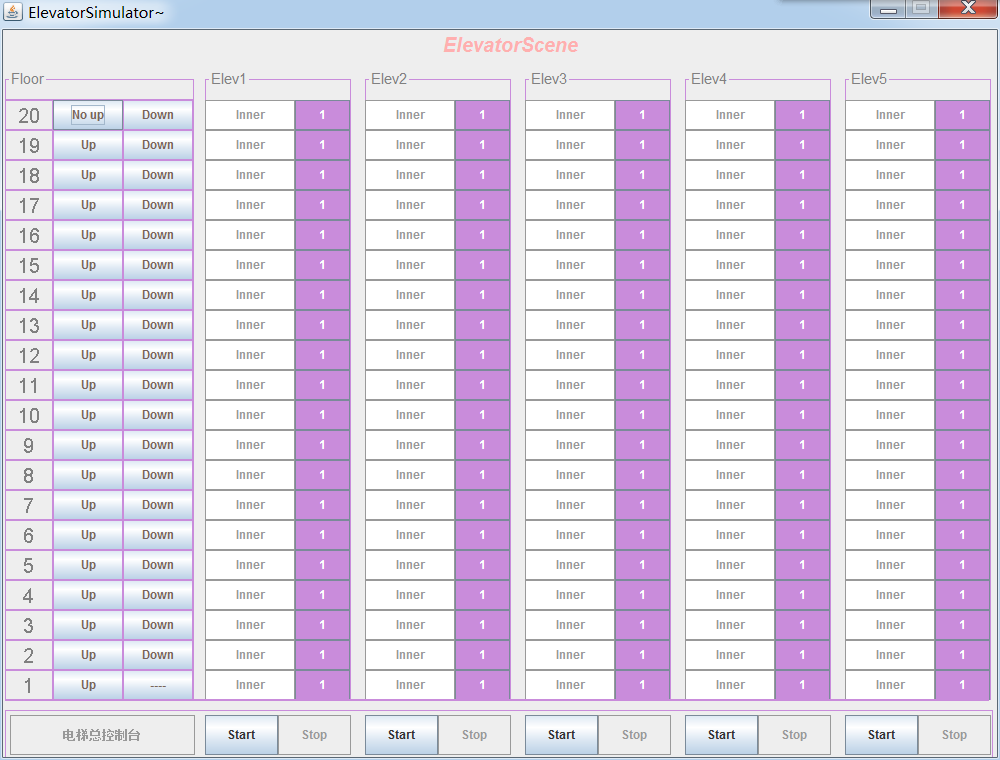 ElevatorSimulator~
ElevatorScene
Floor Elev1 Elev2 Elev3 Elev4 Elev5
20 No up Down Inner 1 Inner 1 Inner 1 Inner 1 Inner 1
19 Up Down Inner 1 Inner 1 Inner 1 Inner 1 Inner 1
18 Up Down Inner 1 Inner 1 Inner 1 Inner 1 Inner 1
17 Up Down Inner 1 Inner 1 Inner 1 Inner 1 Inner 1
16 Up Down Inner 1 Inner 1 Inner 1 Inner 1 Inner 1
15 Up Down Inner 1 Inner 1 Inner 1 Inner 1 Inner 1
14 Up Down Inner 1 Inner 1 Inner 1 Inner 1 Inner 1
13 Up Down Inner 1 Inner 1 Inner 1 Inner 1 Inner 1
12 Up Down Inner 1 Inner 1 Inner 1 Inner 1 Inner 1
11 Up Down Inner 1 Inner 1 Inner 1 Inner 1 Inner 1
10 Up Down Inner 1 Inner 1 Inner 1 Inner 1 Inner 1
9 Up Down Inner 1 Inner 1 Inner 1 Inner 1 Inner 1
8 Up Down Inner 1 Inner 1 Inner 1 Inner 1 Inner 1
7 Up Down Inner 1 Inner 1 Inner 1 Inner 1 Inner 1
6 Up Down Inner 1 Inner 1 Inner 1 Inner 1 Inner 1
5 Up Down Inner 1 Inner 1 Inner 1 Inner 1 Inner 1
4 Up Down Inner 1 Inner 1 Inner 1 Inner 1 Inner 1
3 Up Down Inner 1 Inner 1 Inner 1 Inner 1 Inner 1
2 Up Down Inner 1 Inner 1 Inner 1 Inner 1 Inner 1
1 Up ---- Inner 1 Inner 1 Inner 1 Inner 1 Inner 1
电梯总控制台 Start Stop Start Stop Start Stop Start Stop Start Stop